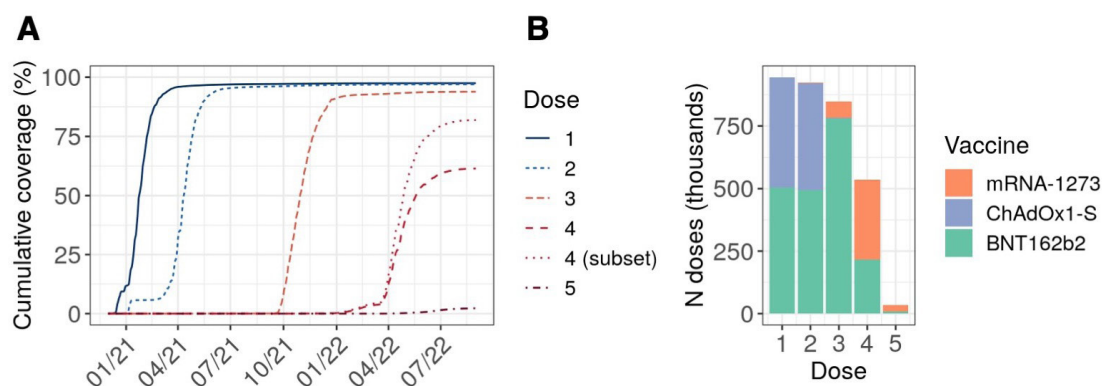 A
Cumulative coverage (%)
100
75
50
25
0
01/21
04/21
07/21
10/21
01/22
04/22
07/22
Dose
1
2
3
4
4 (subset)
5
B
N doses (thousands)
750
500
250
0
1 2 3 4 5
Dose
Vaccine
mRNA-1273
ChAdOx1-S
BNT162b2